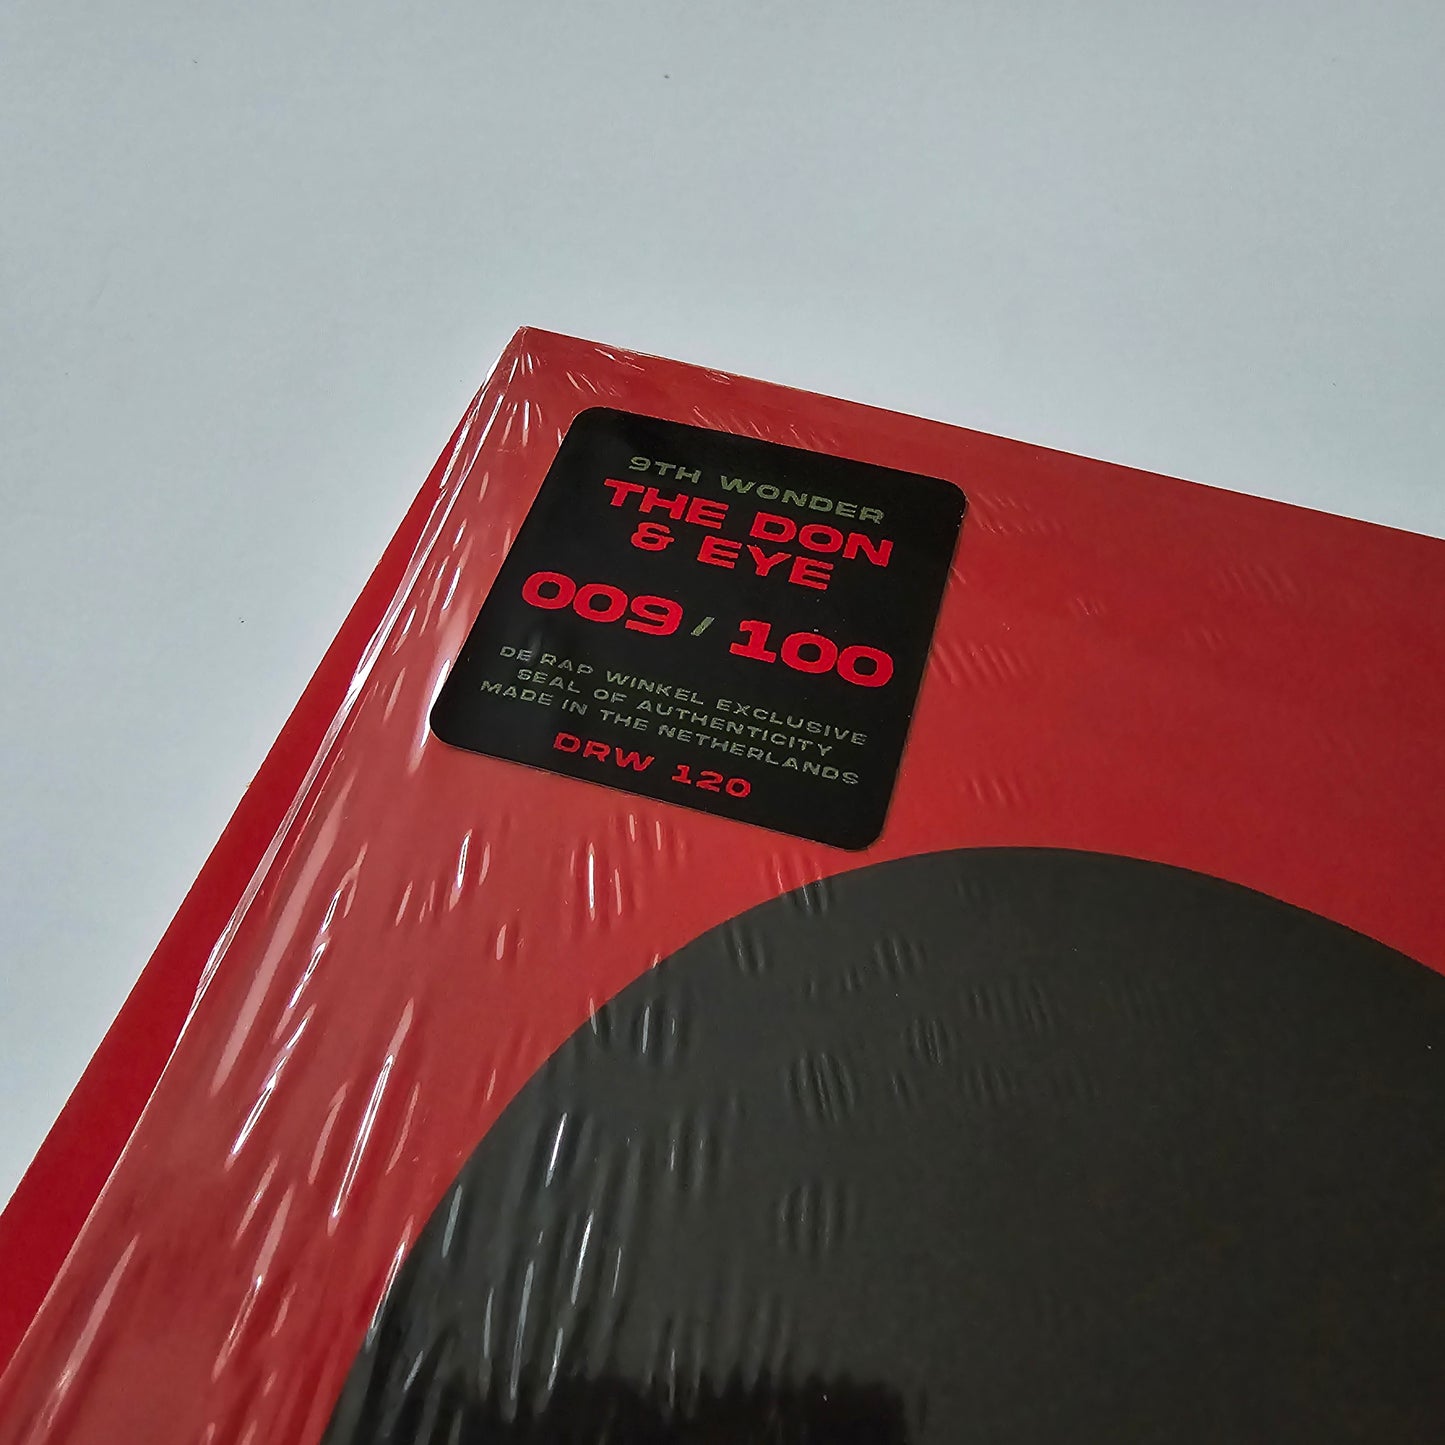 9TH WONDER
THE DON
& EYE
009 / 100
DE RAP WINKEL EXCLUSIVE
SEAL OF AUTHENTICITY
MADE IN THE NETHERLANDS
DRW 120